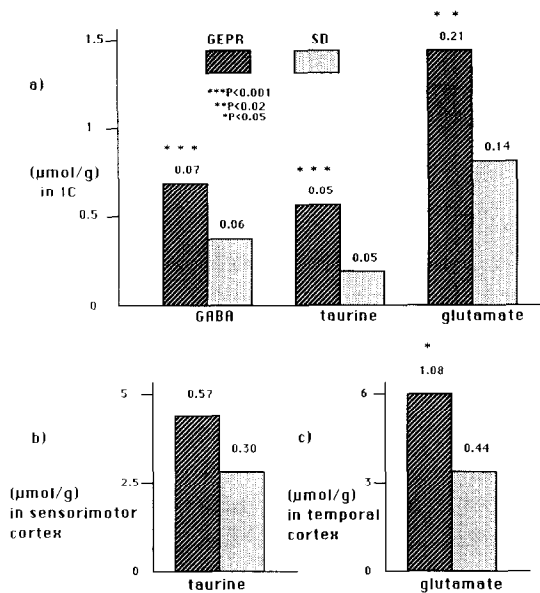 GEPR SD
***P<0.001
**P<0.02
*P<0.05
a)
(µmol/g)
in IC
1.5
1
0.5
0
* * *
0.07
0.06
* * *
0.05
0.05
* *
0.21
0.14
GABA taurine glutamate
b)
(µmol/g)
in sensorimotor
cortex
5
2.5
0
0.57
0.30
taurine
c)
(µmol/g)
in temporal
cortex
6
3
0
*
1.08
0.44
glutamate